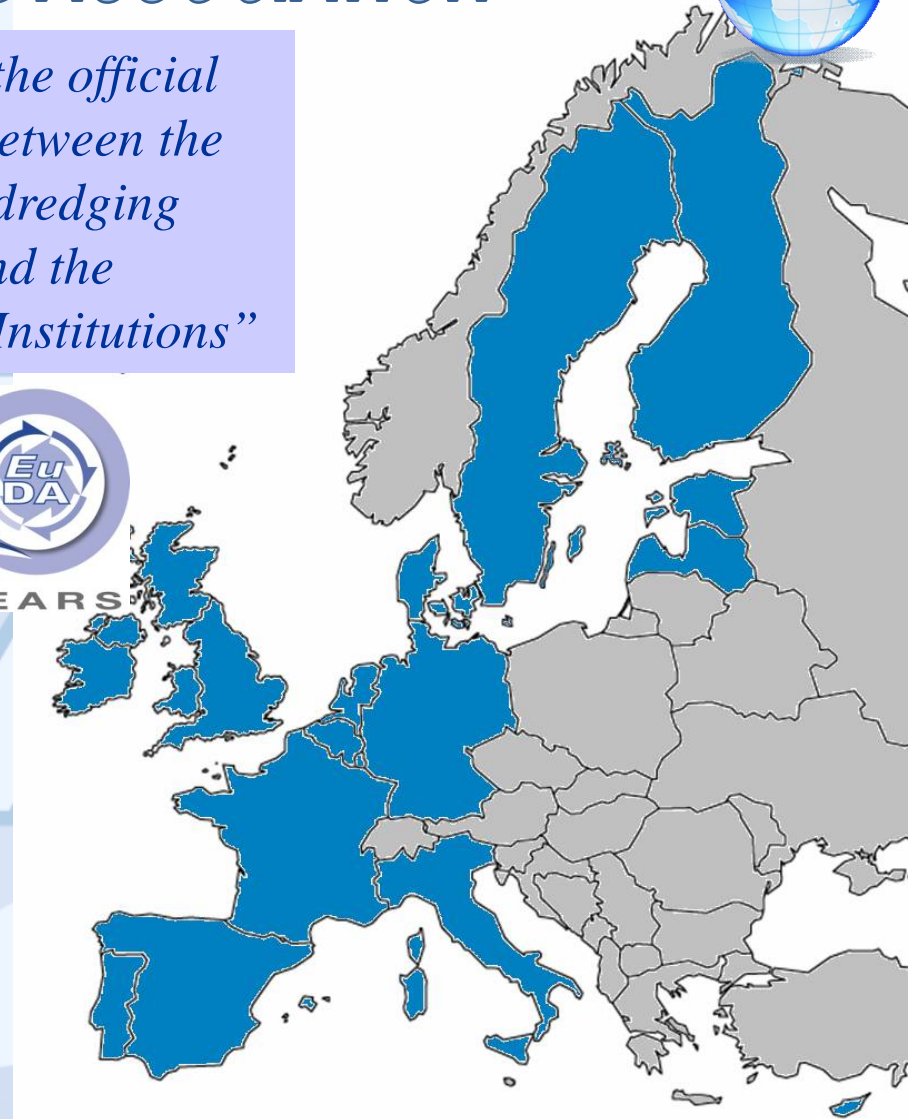 the official
etween the
dredging
nd the
Institutions”
Eu
DA
EARS